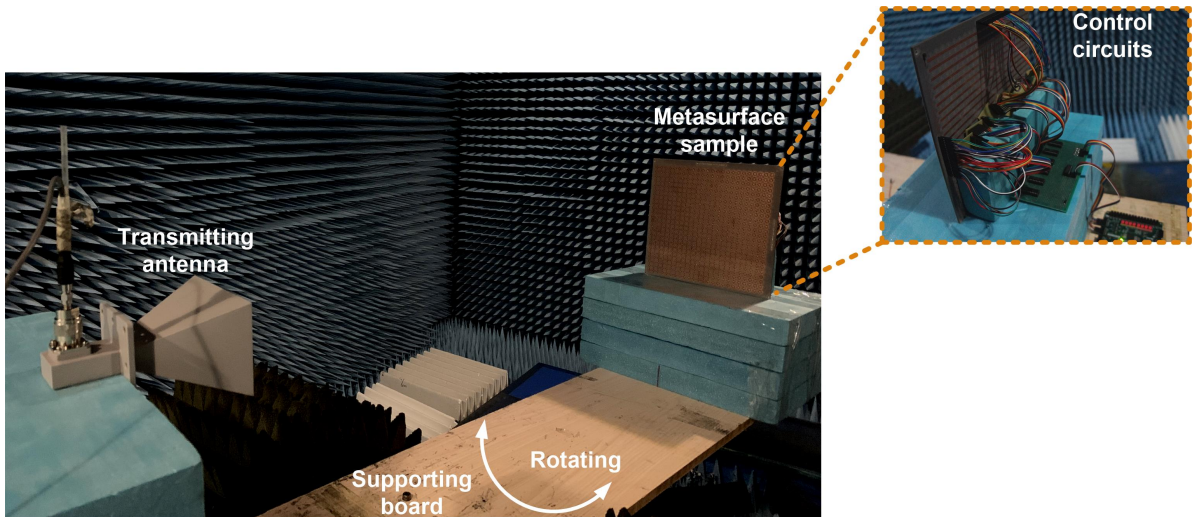 Control
circuits
Metasurface
sample
Transmitting
antenna
Rotating
Supporting
board